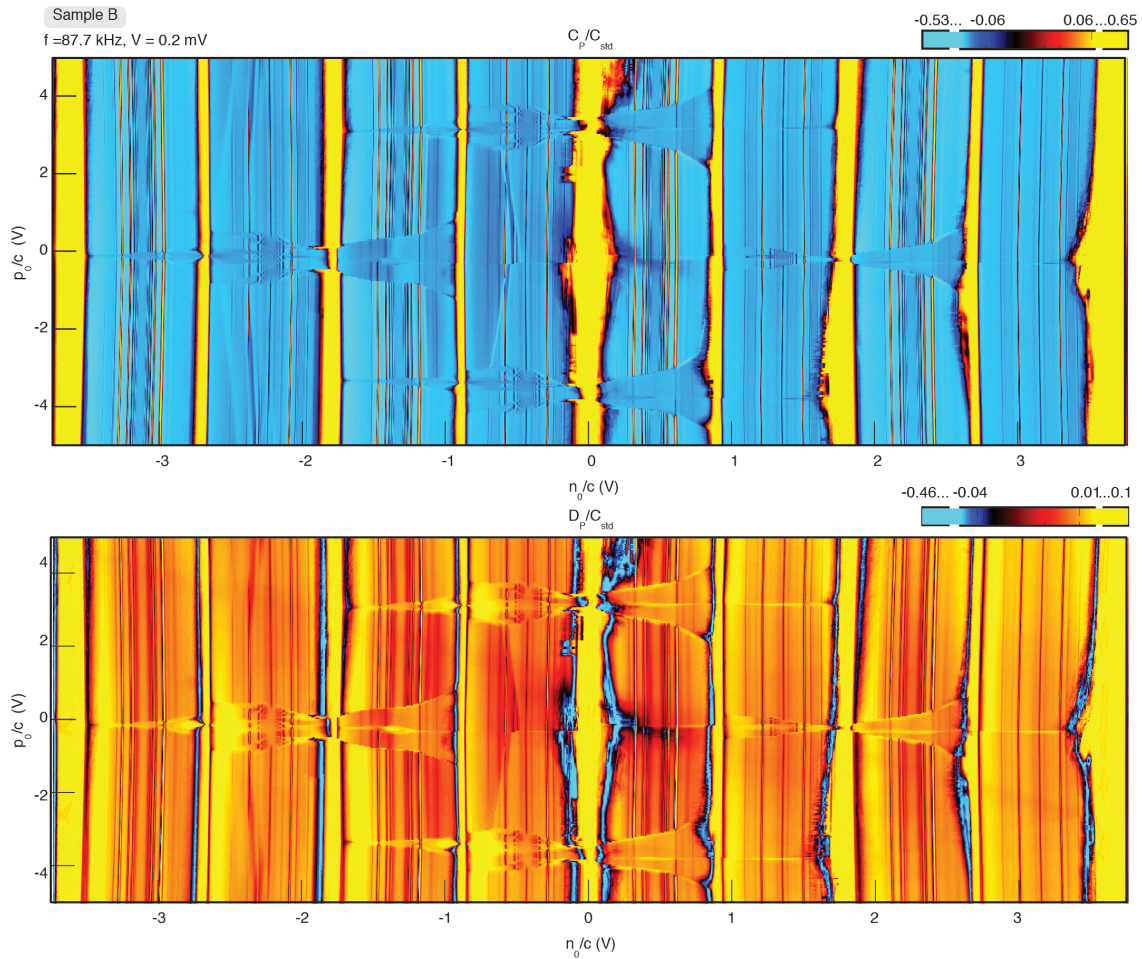 Sample B
f =87.7 kHz, V = 0.2 mV
C_P/C_std
-0.53... -0.06 0.06...0.65
4
2
0
-2
-4
p_0/c (V)
-3 -2 -1 0 1 2 3
n_0/c (V)
-0.46... -0.04 0.01...0.1
D_P/C_std
4
2
0
-2
-4
p_0/c (V)
-3 -2 -1 0 1 2 3
n_0/c (V)